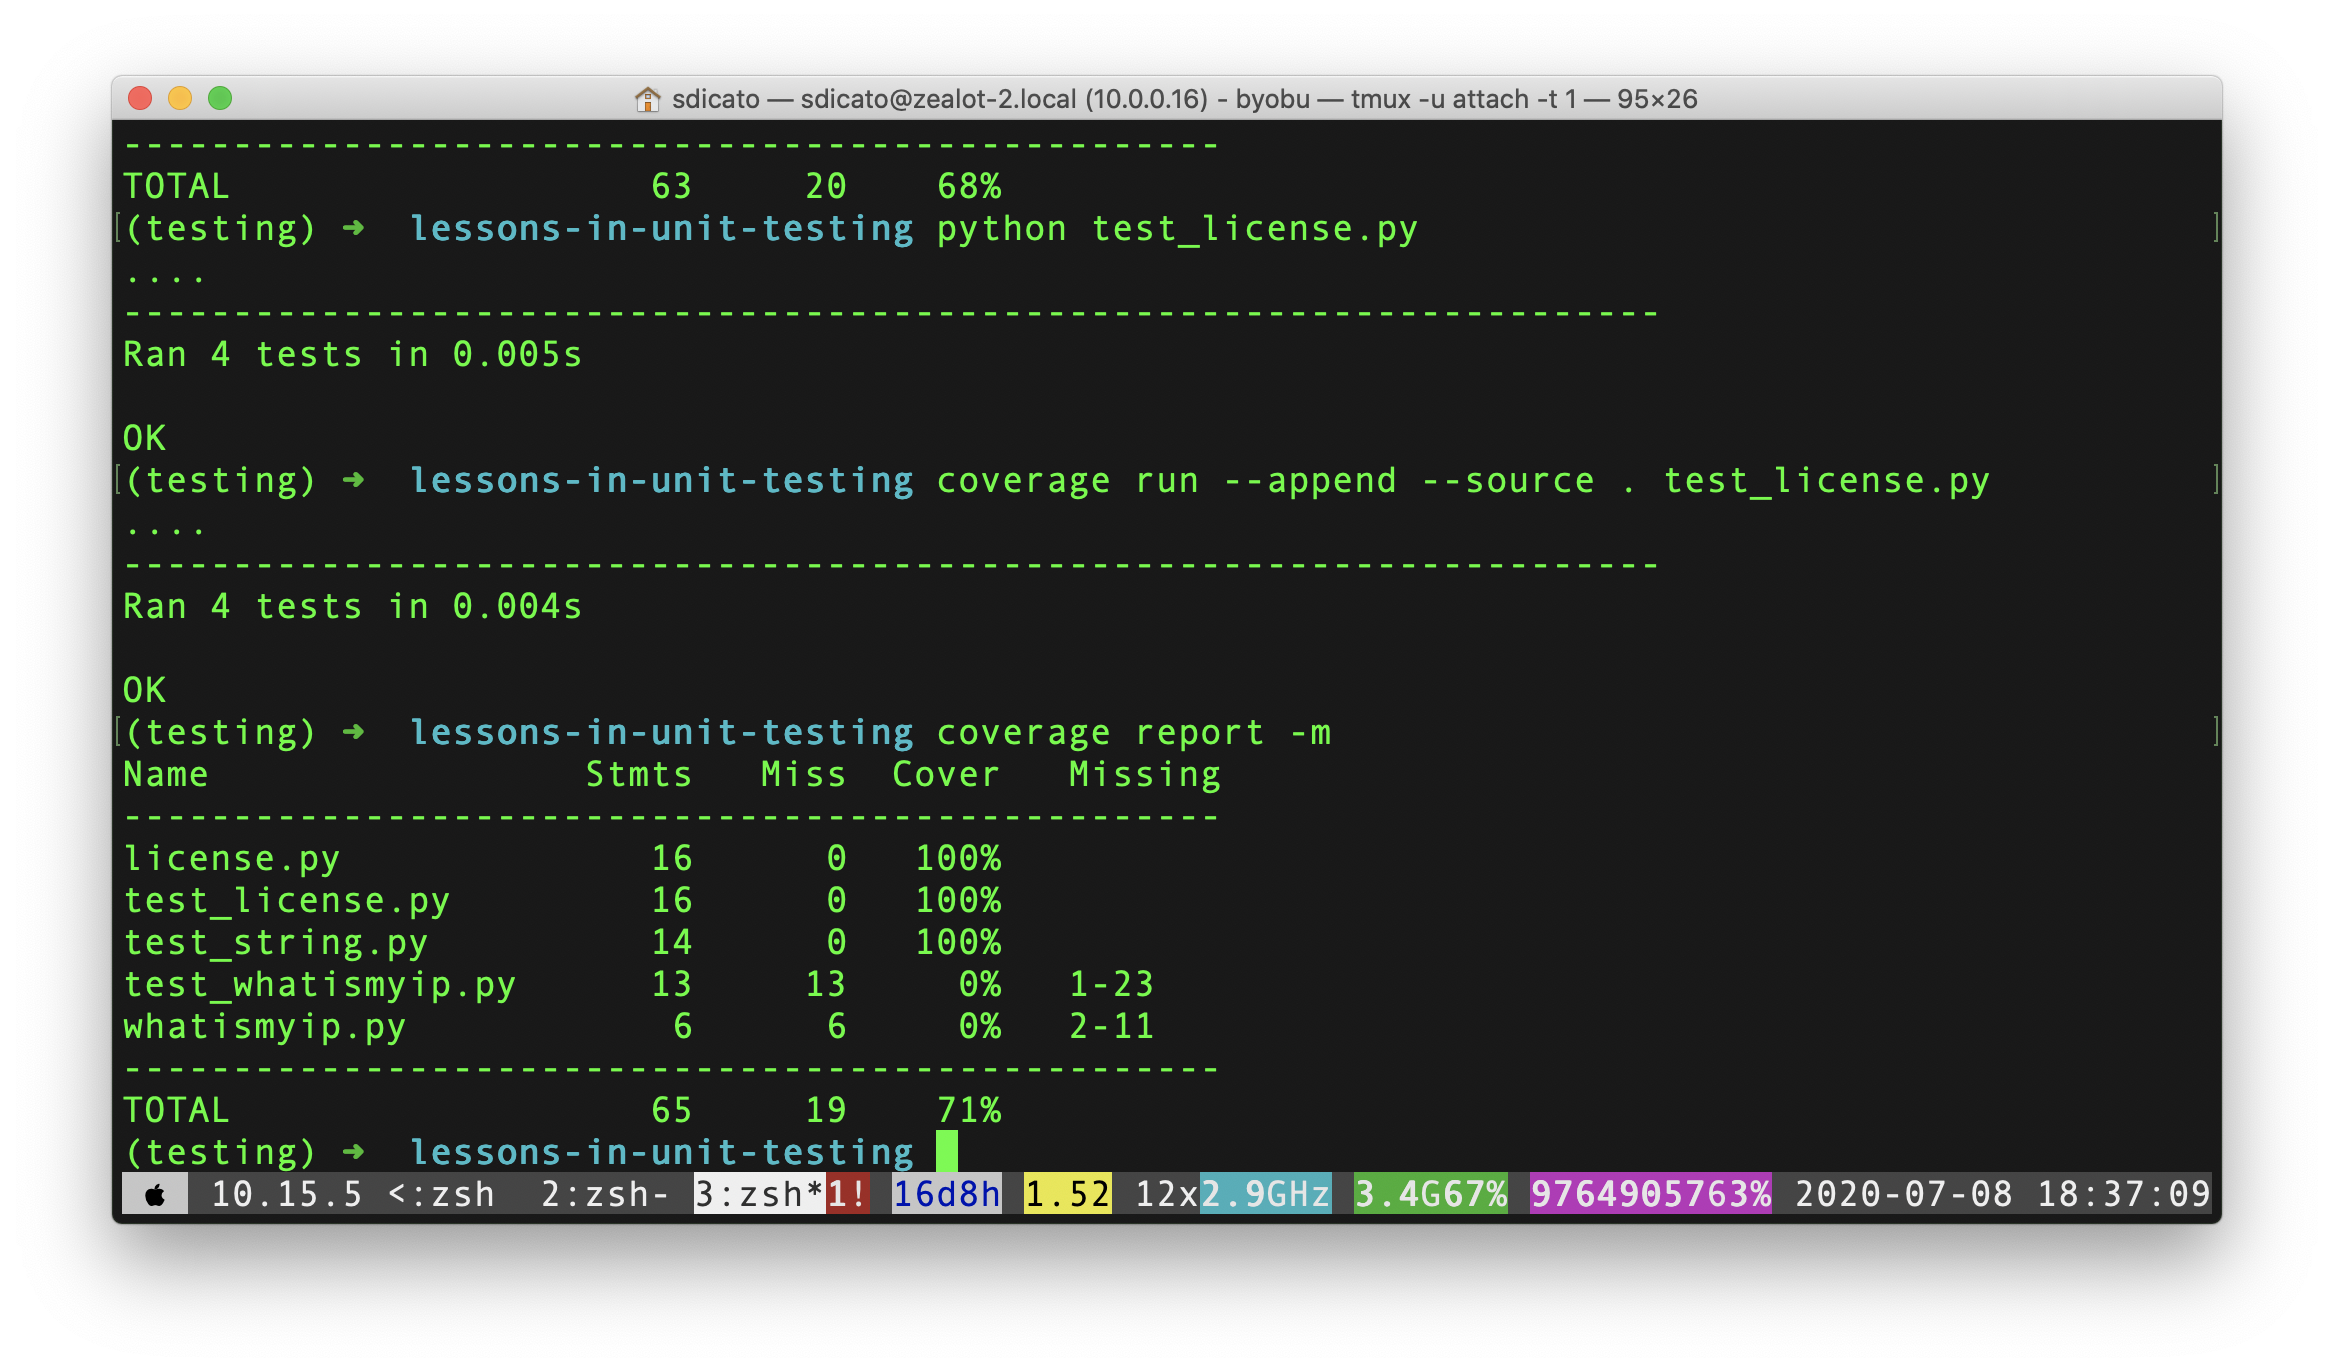 sdicato — sdicato@zealot-2.local (10.0.0.16) - byobu — tmux -u attach -t 1 — 95×26
--------------------------------------------------
TOTAL                   63     20    68%
(testing) ➜  lessons-in-unit-testing python test_license.py
....
----------------------------------------------------------------------
Ran 4 tests in 0.005s
OK
(testing) ➜  lessons-in-unit-testing coverage run --append --source . test_license.py
....
----------------------------------------------------------------------
Ran 4 tests in 0.004s
OK
(testing) ➜  lessons-in-unit-testing coverage report -m
Name                 Stmts   Miss  Cover   Missing
--------------------------------------------------
license.py              16      0   100%
test_license.py         16      0   100%
test_string.py          14      0   100%
test_whatismyip.py      13     13     0%   1-23
whatismyip.py            6      6     0%   2-11
--------------------------------------------------
TOTAL                   65     19    71%
(testing) ➜  lessons-in-unit-testing
10.15.5 <:zsh  2:zsh- 3:zsh*1! 16d8h 1.52 12x2.9GHz 3.4G67% 9764905763% 2020-07-08 18:37:09